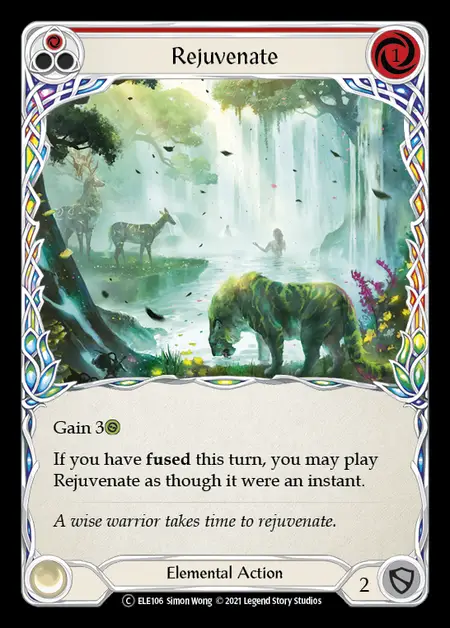 Rejuvenate
1
Gain 3
If you have fused this turn, you may play
Rejuvenate as though it were an instant.
A wise warrior takes time to rejuvenate.
Elemental Action
2
C ELE106 Simon Wong © 2021 Legend Story Studios